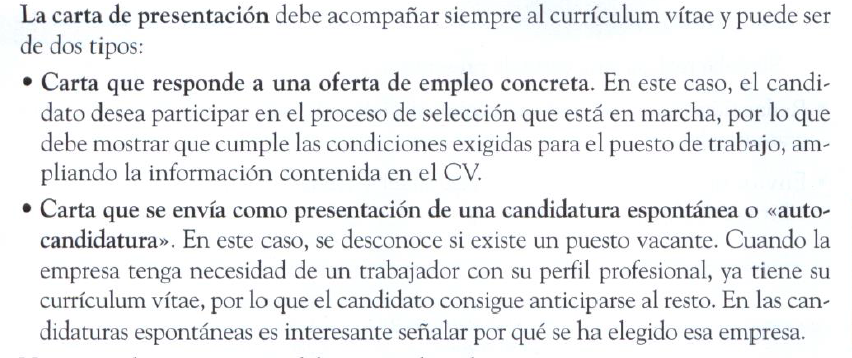 La carta de presentación debe acompañar siempre al currículum vítae y puede ser
de dos tipos:
• Carta que responde a una oferta de empleo concreta. En este caso, el candi-
dato desea participar en el proceso de selección que está en marcha, por lo que
debe mostrar que cumple las condiciones exigidas para el puesto de trabajo, am-
pliando la información contenida en el CV.
• Carta que se envía como presentación de una candidatura espontánea o «auto-
candidatura». En este caso, se desconoce si existe un puesto vacante. Cuando la
empresa tenga necesidad de un trabajador con su perfil profesional, ya tiene su
currículum vítae, por lo que el candidato consigue anticiparse al resto. En las can-
didaturas espontáneas es interesante señalar por qué se ha elegido esa empresa.